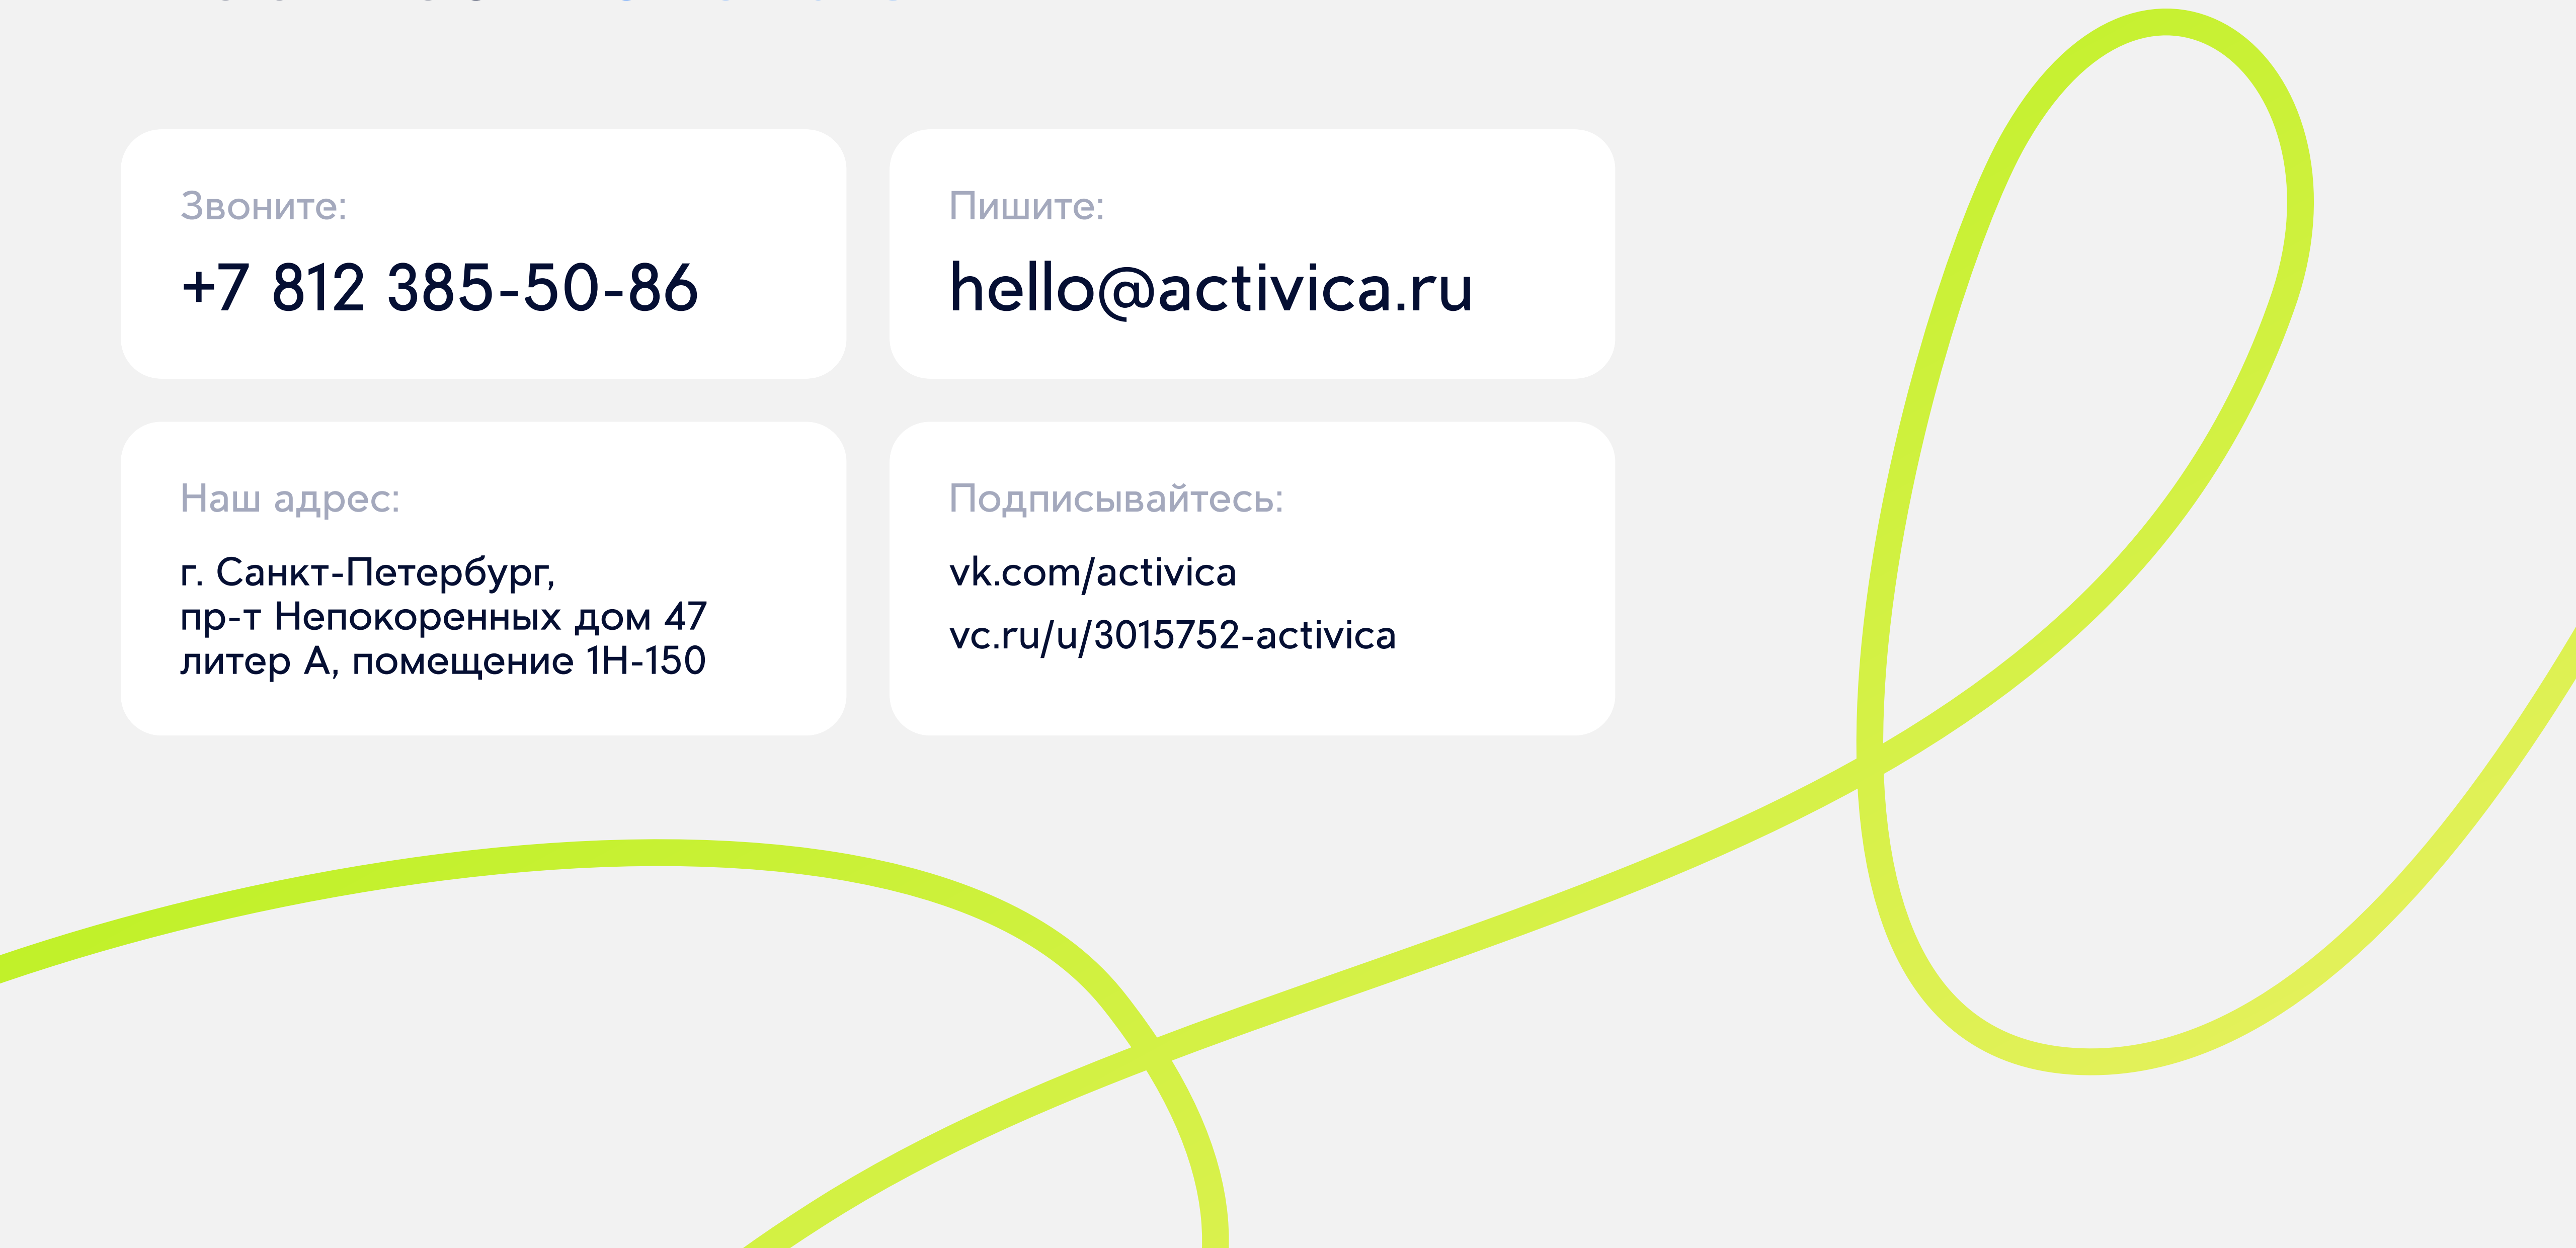 Звоните:
+7 812 385-50-86
Пишите:
hello@activica.ru
Наш адрес:
г. Санкт-Петербург,
пр-т Непокоренных дом 47
литер А, помещение 1Н-150
Подписывайтесь:
vk.com/activica
vc.ru/u/3015752-activica